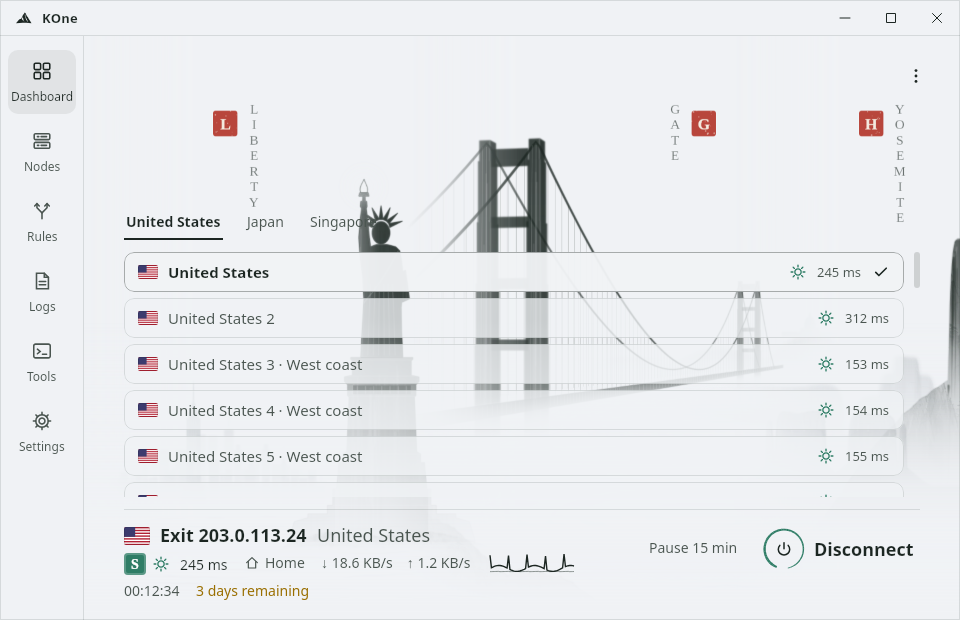 KOne
Dashboard
Nodes
Rules
Logs
Tools
Settings
L
LIBERTY
GATE
G
H
YOSEMITE
United States
Japan
Singapore
United States
245 ms
United States 2
312 ms
United States 3 · West coast
153 ms
United States 4 · West coast
154 ms
United States 5 · West coast
155 ms
Exit 203.0.113.24 United States
S 245 ms Home ↓ 18.6 KB/s ↑ 1.2 KB/s
00:12:34 3 days remaining
Pause 15 min
Disconnect